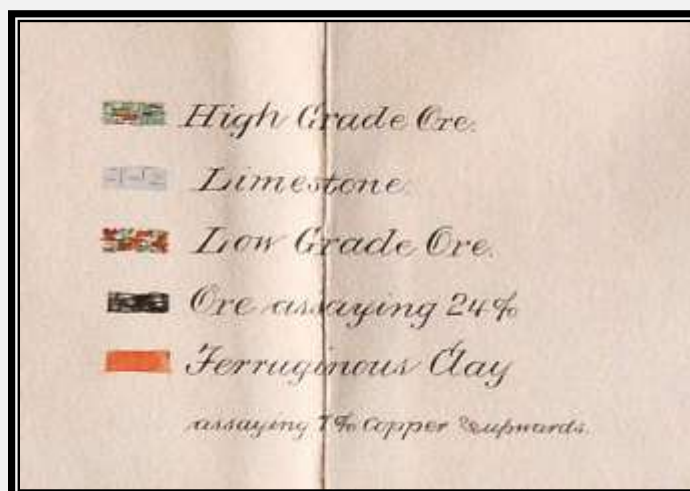 High Grade Ore.
Limestone.
Low Grade Ore.
Ore assaying 24%
Ferruginous Clay
assaying 7% Copper & upwards.